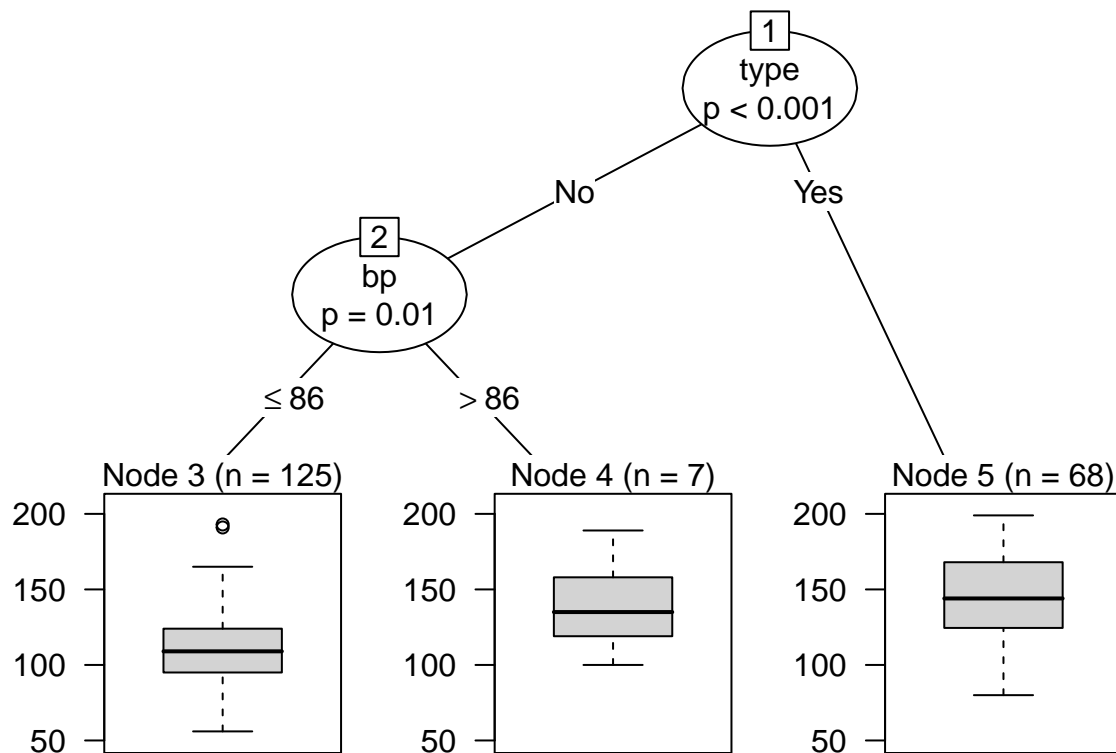 1
type
p < 0.001
No
Yes
2
bp
p = 0.01
≤ 86
> 86
Node 3 (n = 125)
200
150
100
50
Node 4 (n = 7)
200
150
100
50
Node 5 (n = 68)
200
150
100
50